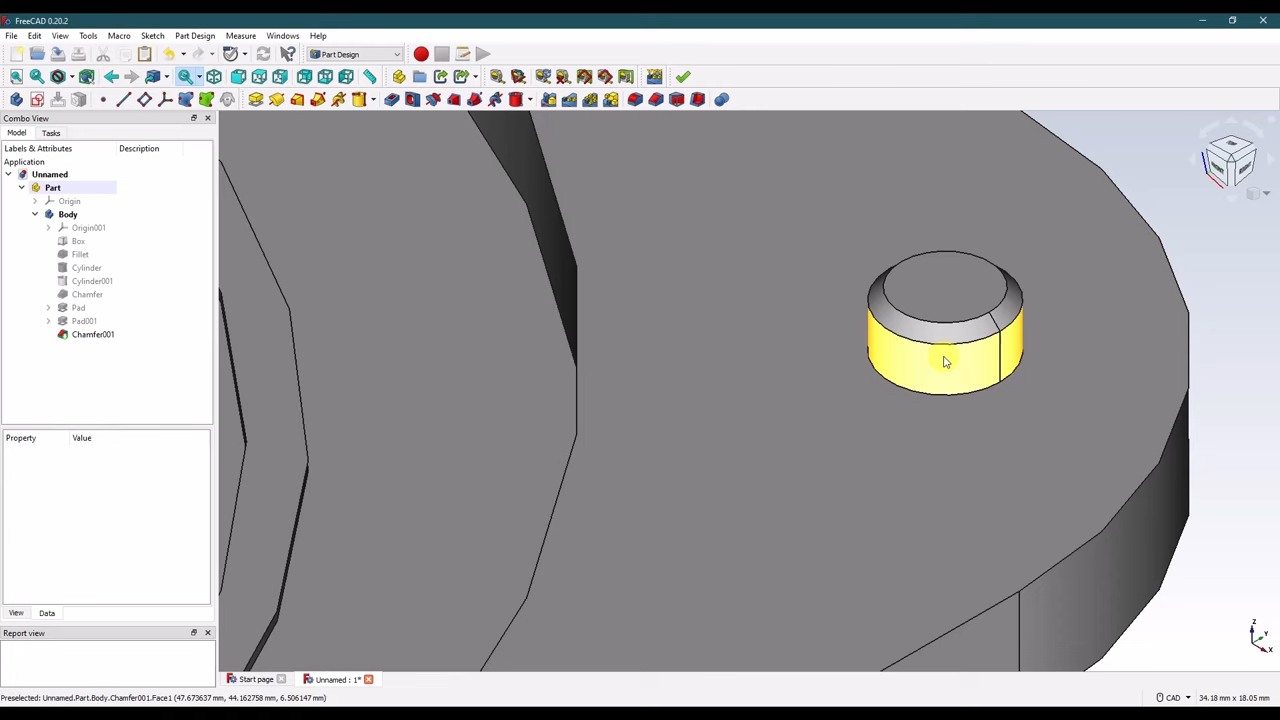 FreeCAD 0.20.2
File Edit View Tools Macro Sketch Part Design Measure Windows Help
Part Design
Combo View
Model Tasks
Labels & Attributes Description
Application
Unnamed
Part
Origin
Body
Origin001
Box
Fillet
Cylinder
Cylinder001
Chamfer
Pad
Pad001
Chamfer001
Property Value
View Data
Report view
Start page Unnamed : 1*
Z
Y
X
Preselected: Unnamed.Part.Body.Chamfer001.Face1 (47.673637 mm, 44.162758 mm, 6.506147 mm) CAD 34.18 mm x 18.05 mm